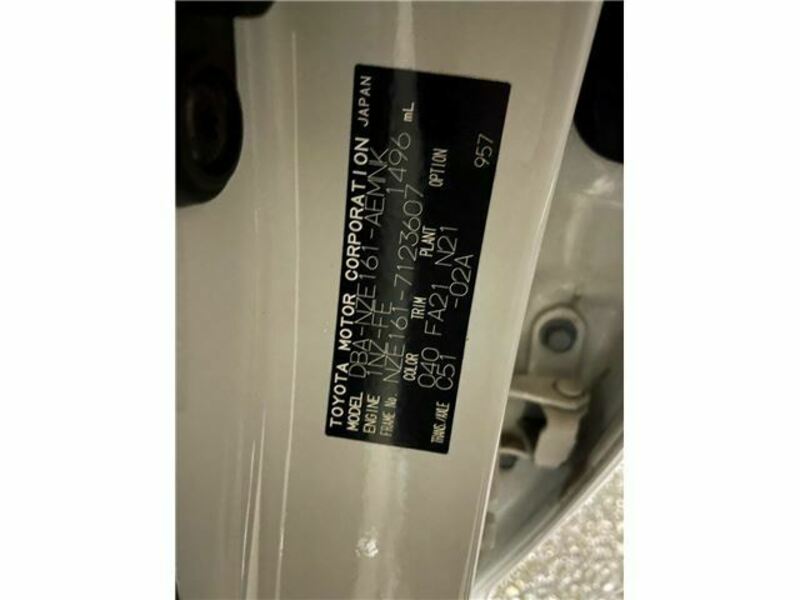 TOYOTA MOTOR CORPORATION JAPAN
MODEL DBA-NZE161-AEMNK
ENGINE 1NZ-FE 1496 mL
FRAME No. NZE161-7123607
COLOR TRIM PLANT OPTION
040 FA21 N21 957
TRANS./AXLE C51 -02A